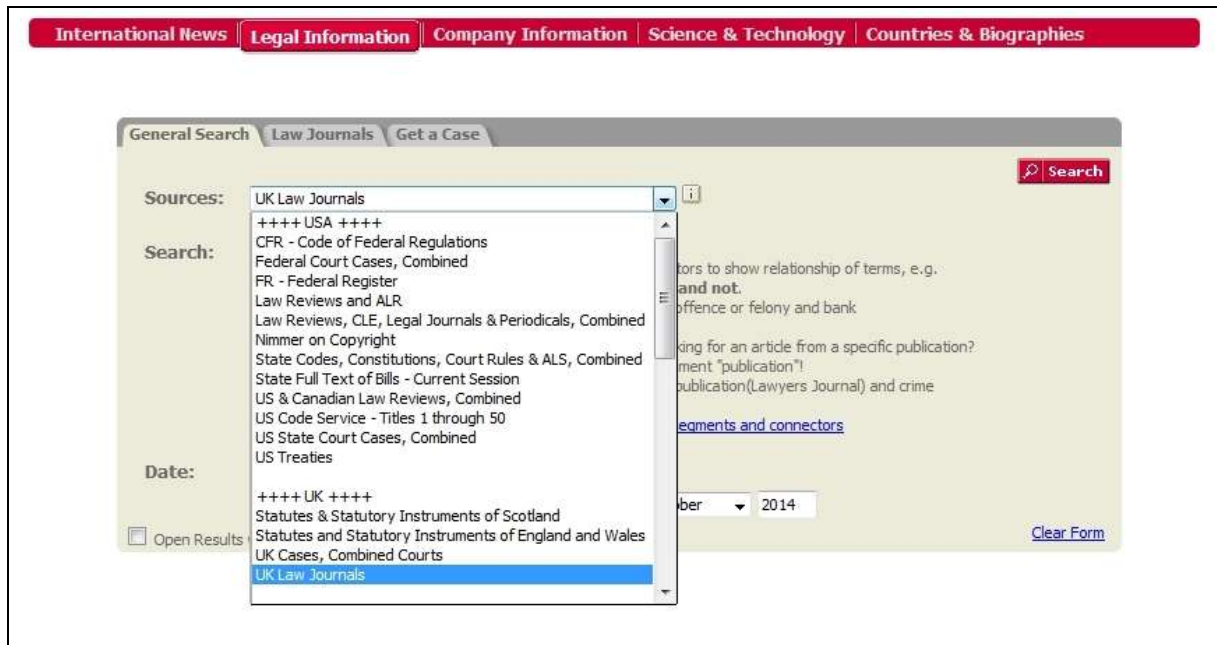 International News Legal Information Company Information Science & Technology Countries & Biographies
General Search Law Journals Get a Case
Search
Sources: UK Law Journals
++++ USA ++++
CFR - Code of Federal Regulations
Search:
Federal Court Cases, Combined
tors to show relationship of terms, e.g.
FR - Federal Register
and not.
Law Reviews and ALR
offence or felony and bank
Law Reviews, CLE, Legal Journals & Periodicals, Combined
Nimmer on Copyright
king for an article from a specific publication?
State Codes, Constitutions, Court Rules & ALS, Combined
ment "publication"!
State Full Text of Bills - Current Session
publication(Lawyers Journal) and crime
US & Canadian Law Reviews, Combined
US Code Service - Titles 1 through 50
segments and connectors
US State Court Cases, Combined
US Treaties
Date:
++++ UK ++++
ber 2014
Statutes & Statutory Instruments of Scotland
Open Results
Statutes and Statutory Instruments of England and Wales
Clear Form
UK Cases, Combined Courts
UK Law Journals